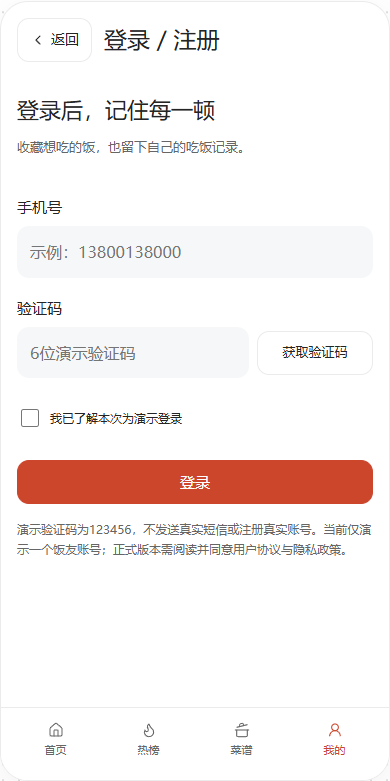 返回 登录 / 注册
登录后，记住每一顿
收藏想吃的饭，也留下自己的吃饭记录。
手机号
示例：13800138000
验证码
6位演示验证码 获取验证码
我已了解本次为演示登录
登录
演示验证码为123456，不发送真实短信或注册真实账号。当前仅演
示一个饭友账号；正式版本需阅读并同意用户协议与隐私政策。
首页 热榜 菜谱 我的